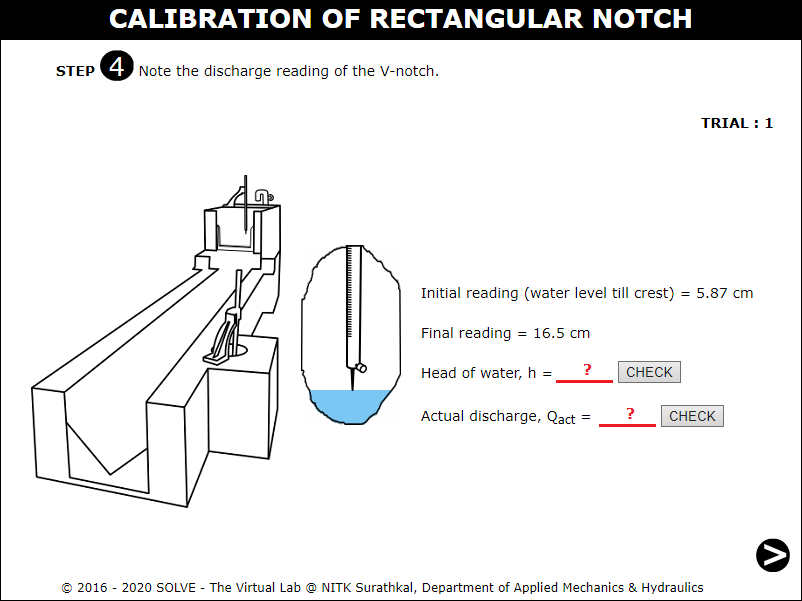 CALIBRATION OF RECTANGULAR NOTCH
STEP 4 Note the discharge reading of the V-notch.
TRIAL : 1
Initial reading (water level till crest) = 5.87 cm
Final reading = 16.5 cm
Head of water, h = ? CHECK
Actual discharge, Qact = ? CHECK
>
© 2016 - 2020 SOLVE - The Virtual Lab @ NITK Surathkal, Department of Applied Mechanics & Hydraulics